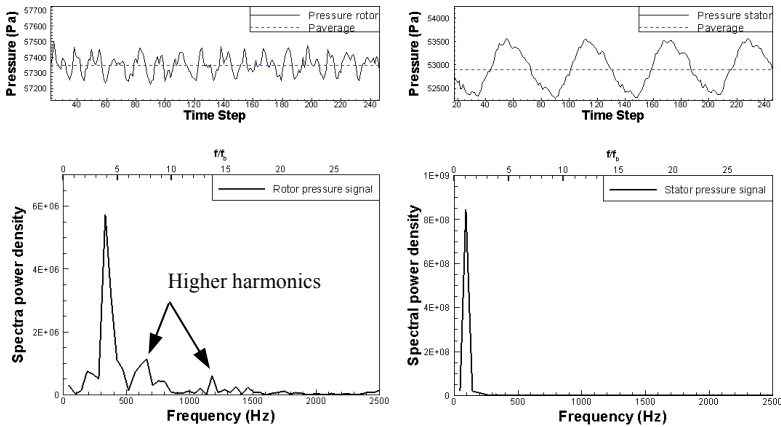 57700
57600
57500
57400
57300
57200
Pressure (Pa)
Pressure rotor
Paverage
40 60 80 100 120 140 160 180 200 220 240
Time Step
54000
53500
53000
52500
Pressure (Pa)
Pressure stator
Paverage
20 40 60 80 100 120 140 160 180 200 220 240
Time Step
f/fb
0 5 10 15 20 25
Rotor pressure signal
6E+06
4E+06
2E+06
0
Spectra power density
Higher harmonics
0 500 1000 1500 2000 2500
Frequency (Hz)
f/fb
0 5 10 15 20 25
Stator pressure signal
1E+09
8E+08
6E+08
4E+08
2E+08
0
Spectral power density
0 500 1000 1500 2000 2500
Frequency (Hz)